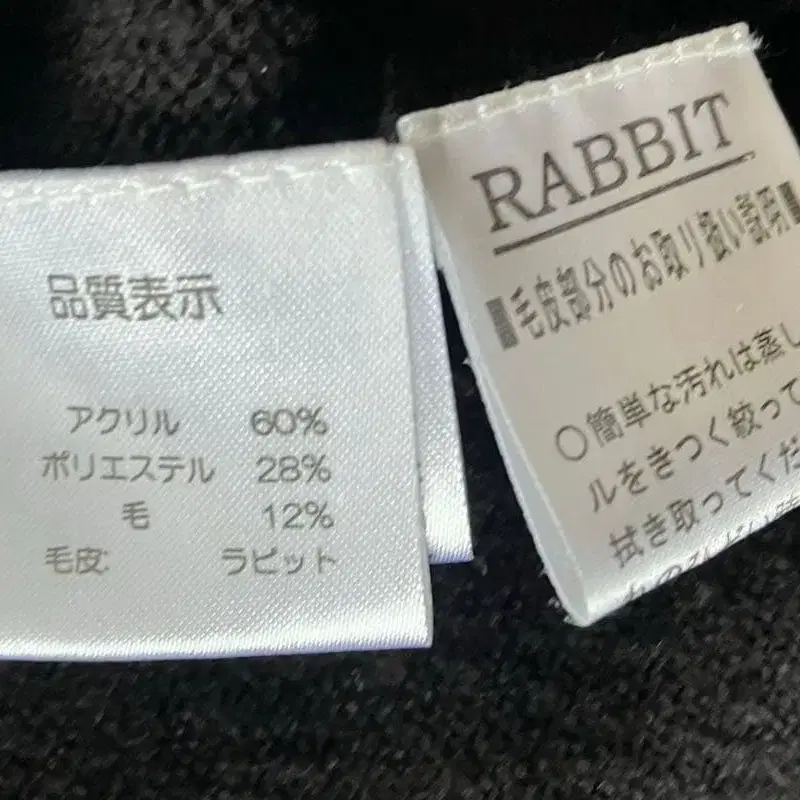 品質表示
アクリル 60%
ポリエステル 28%
毛 12%
毛皮: ラビット
RABBIT
■毛皮部分のお取り扱い説明■
○簡単な汚れは蒸し
ルをきつく絞って
拭き取ってくだ